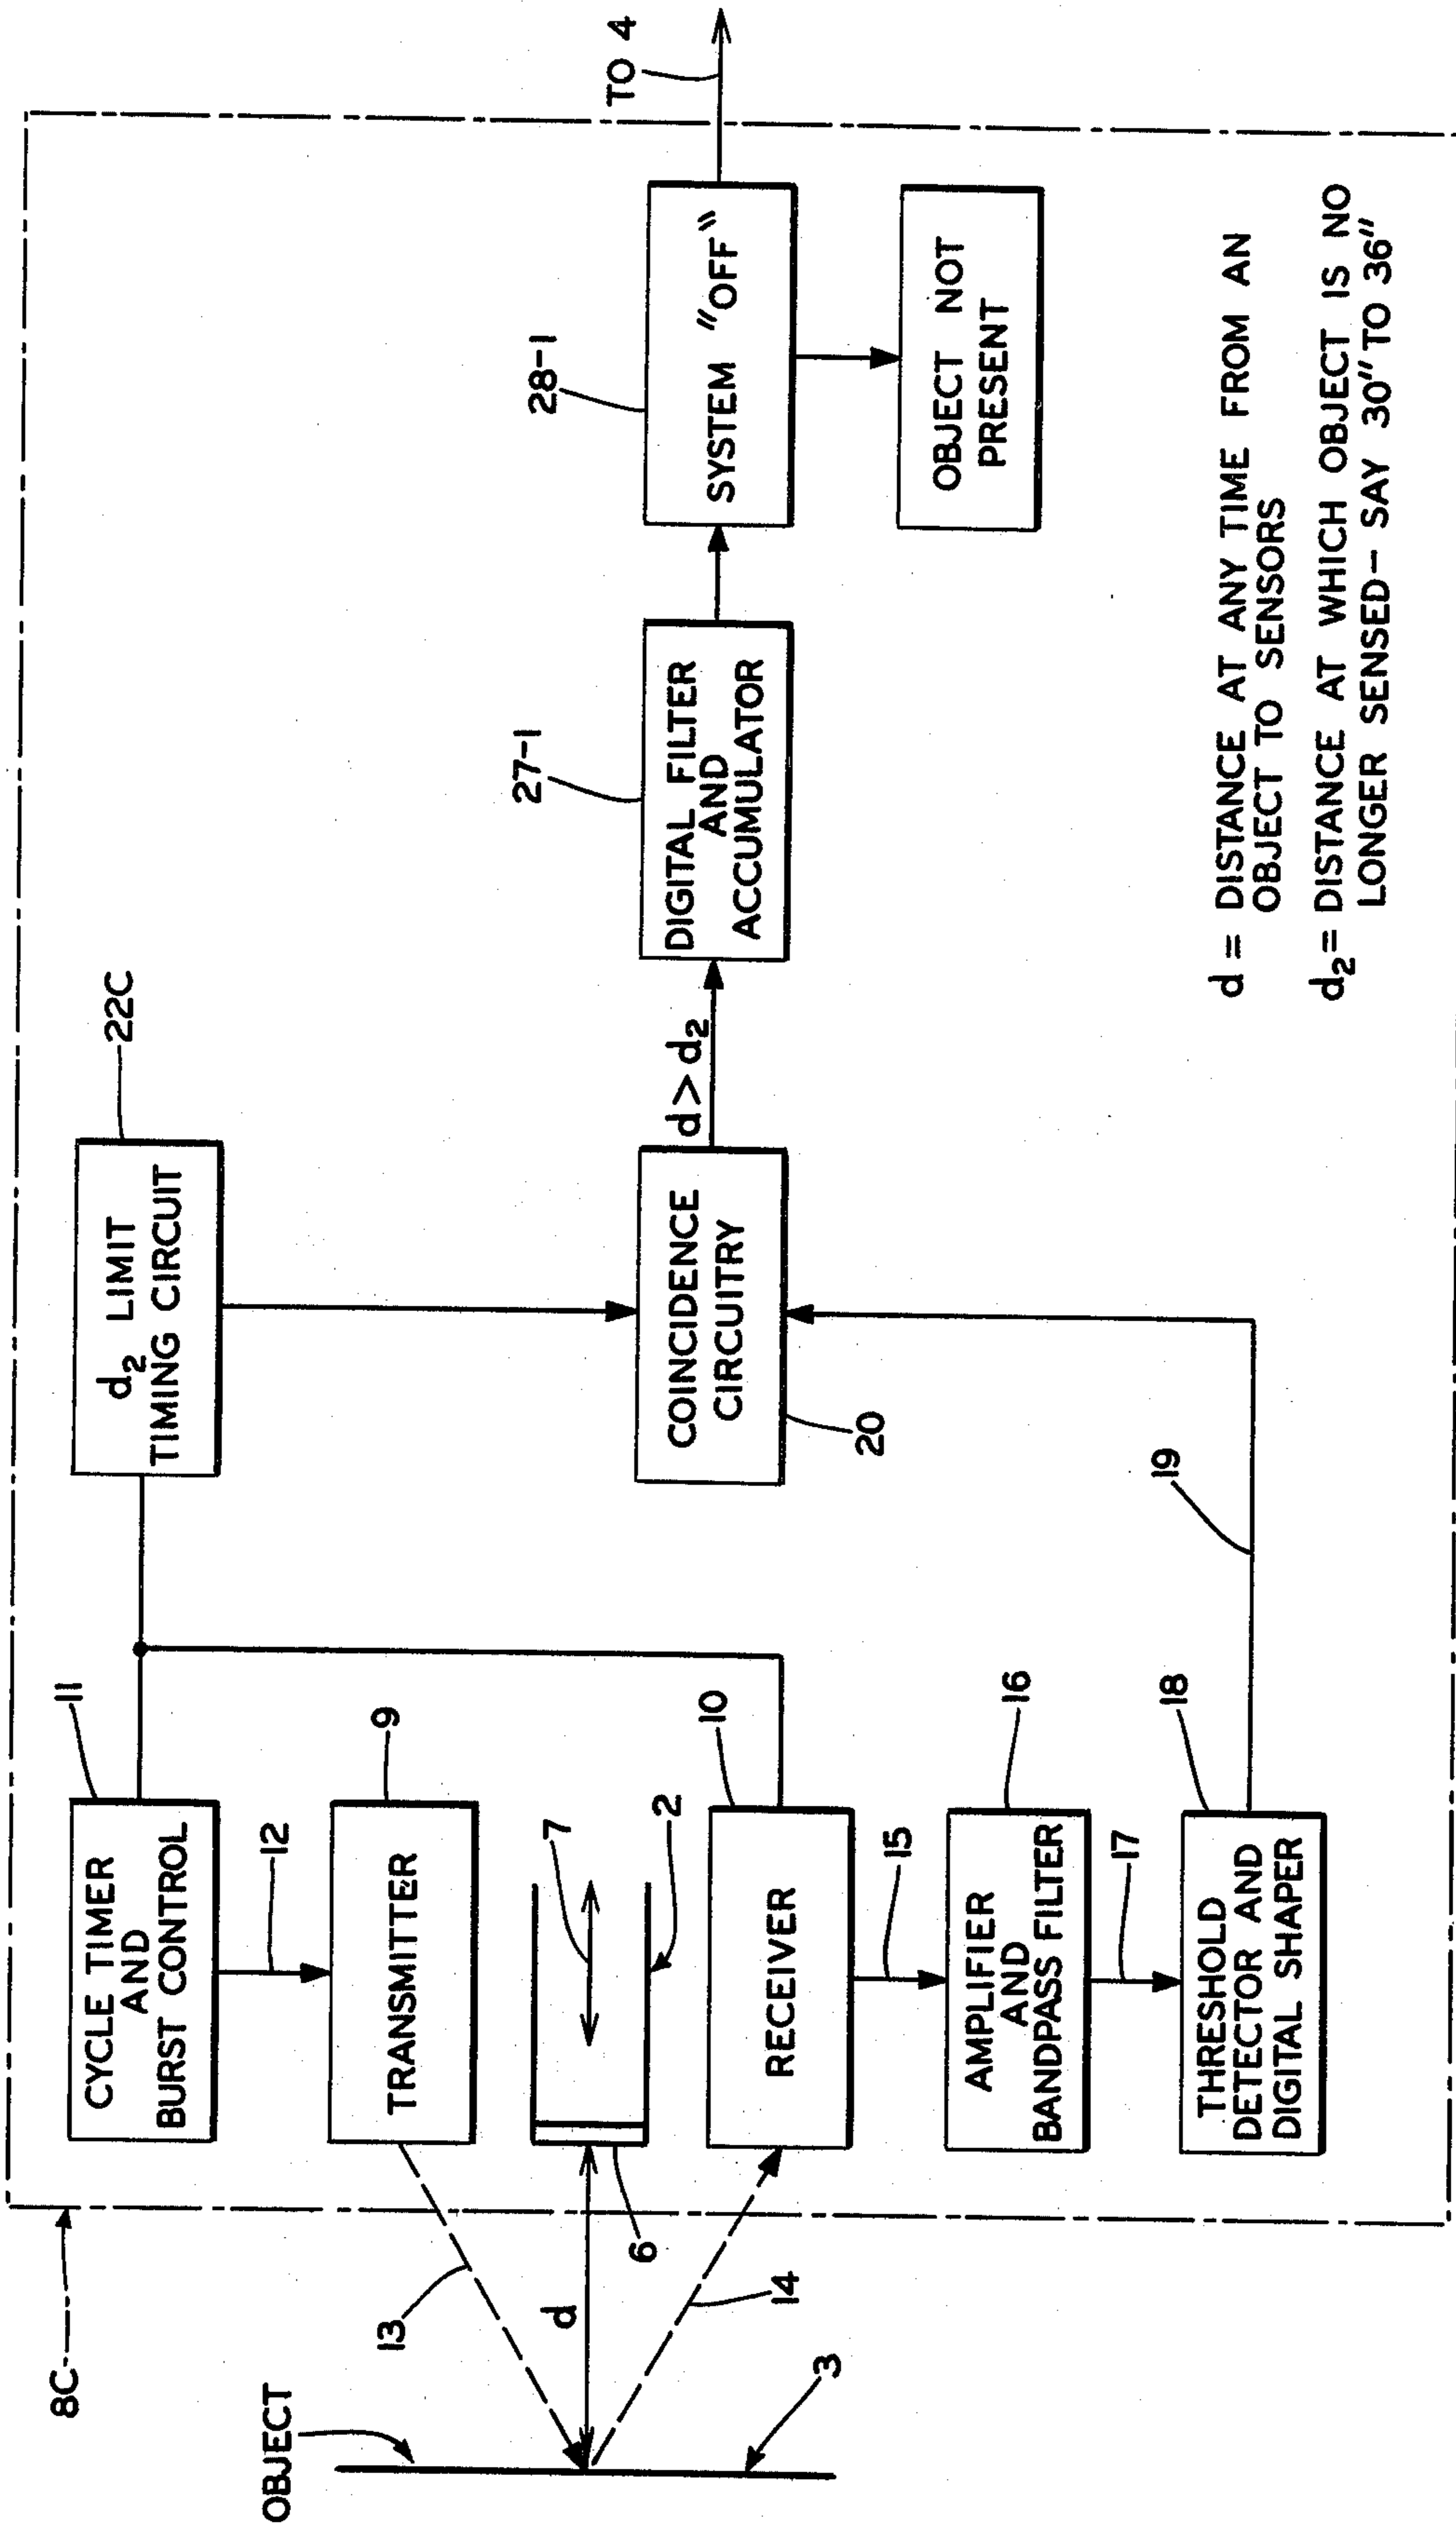 8C
OBJECT
3
13
14
d
6
11
CYCLE TIMER
AND
BURST CONTROL
12
9
TRANSMITTER
7
2
10
RECEIVER
15
16
AMPLIFIER
AND
BANDPASS FILTER
17
18
THRESHOLD
DETECTOR AND
DIGITAL SHAPER
19
22C
d₂ LIMIT
TIMING CIRCUIT
COINCIDENCE
CIRCUITRY
20
d > d₂
27-1
DIGITAL FILTER
AND
ACCUMULATOR
28-1
SYSTEM "OFF"
TO 4
OBJECT NOT
PRESENT
d = DISTANCE AT ANY TIME FROM AN
OBJECT TO SENSORS
d₂= DISTANCE AT WHICH OBJECT IS NO
LONGER SENSED– SAY 30" TO 36"